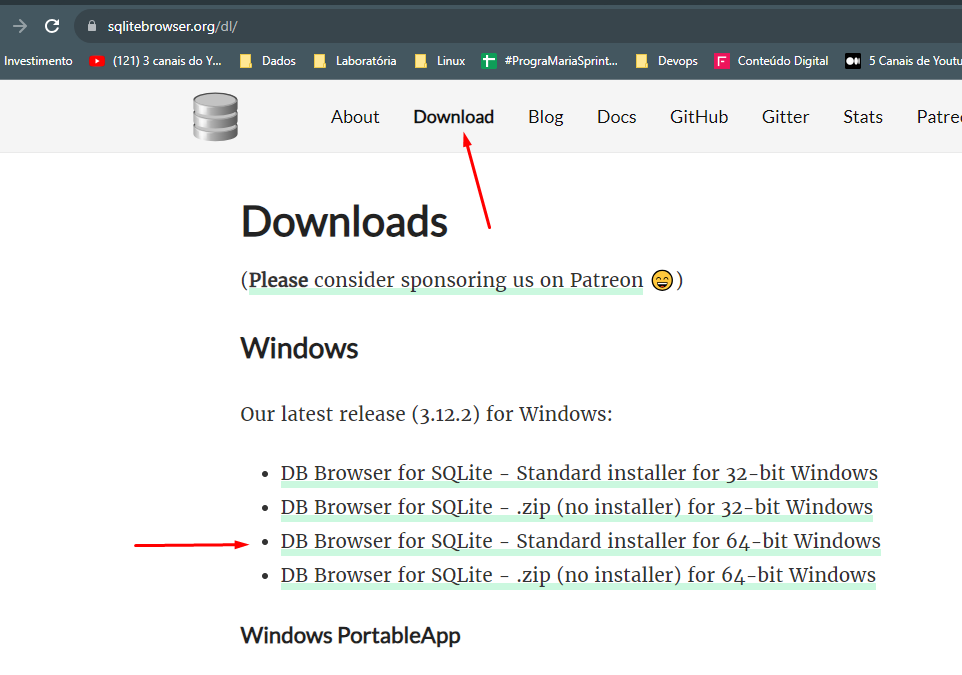 sqlitebrowser.org/dl/
Investimento (121) 3 canais do Y... Dados Laboratória Linux #PrograMariaSprint... Devops Conteúdo Digital 5 Canais de Youtu
About Download Blog Docs GitHub Gitter Stats Patreo
Downloads
(Please consider sponsoring us on Patreon 😄)
Windows
Our latest release (3.12.2) for Windows:
• DB Browser for SQLite - Standard installer for 32-bit Windows
• DB Browser for SQLite - .zip (no installer) for 32-bit Windows
• DB Browser for SQLite - Standard installer for 64-bit Windows
• DB Browser for SQLite - .zip (no installer) for 64-bit Windows
Windows PortableApp